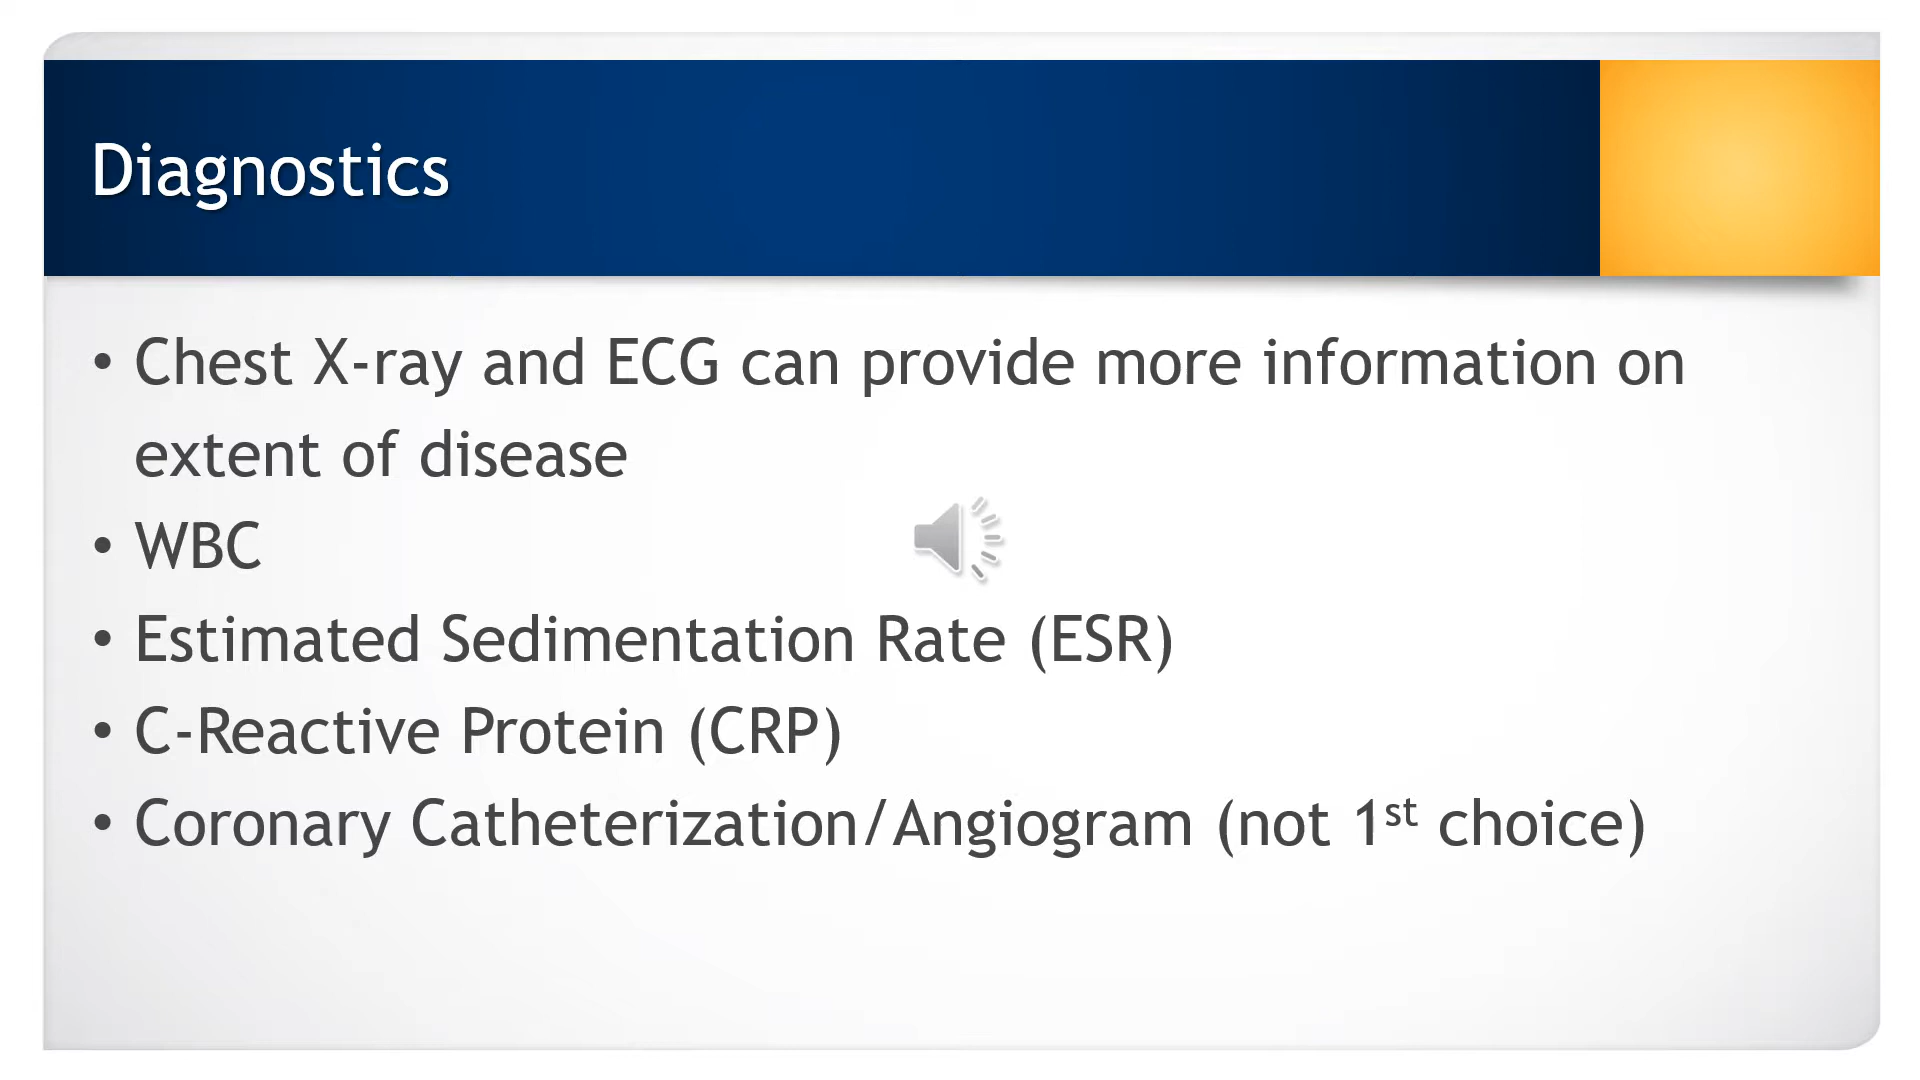 Diagnostics
• Chest X-ray and ECG can provide more information on
extent of disease
• WBC
• Estimated Sedimentation Rate (ESR)
• C-Reactive Protein (CRP)
• Coronary Catheterization/Angiogram (not 1st choice)